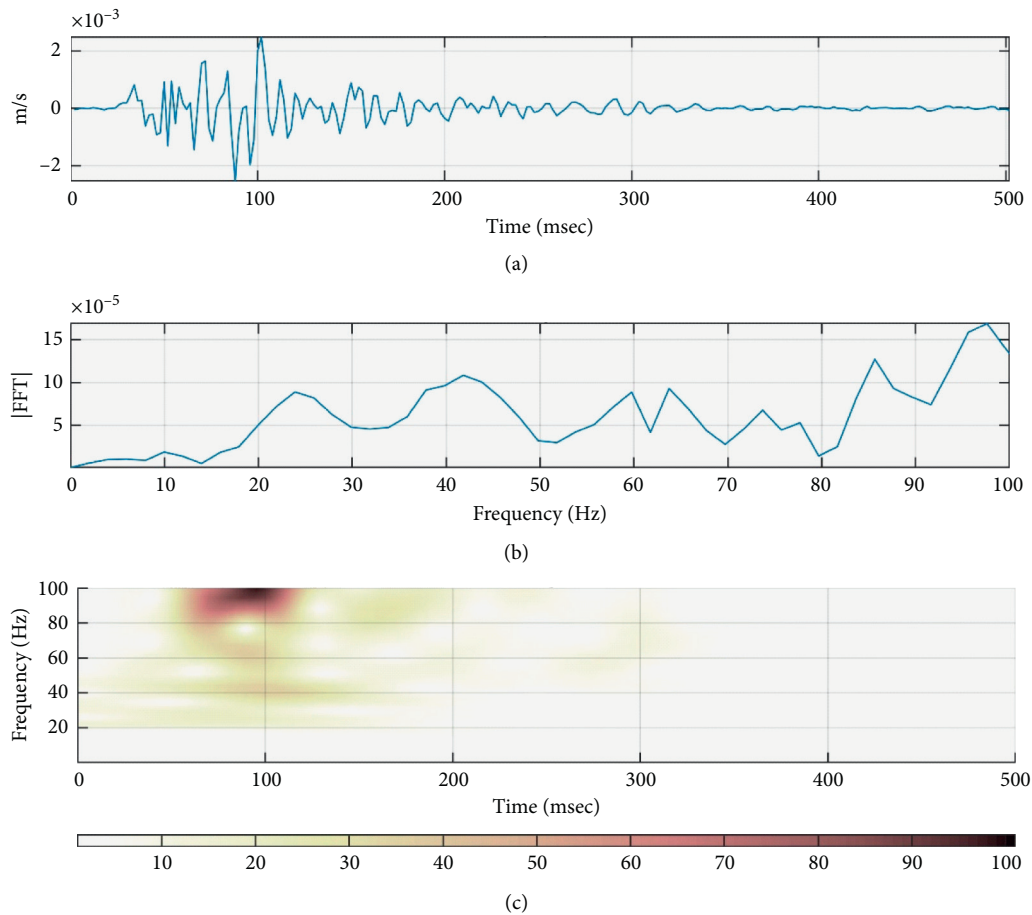 ×10⁻³
2
0
−2
m/s
0 100 200 300 400 500
Time (msec)
(a)
×10⁻⁵
15
10
5
|FFT|
0 10 20 30 40 50 60 70 80 90 100
Frequency (Hz)
(b)
100
80
60
40
20
Frequency (Hz)
0 100 200 300 400 500
Time (msec)
10 20 30 40 50 60 70 80 90 100
(c)